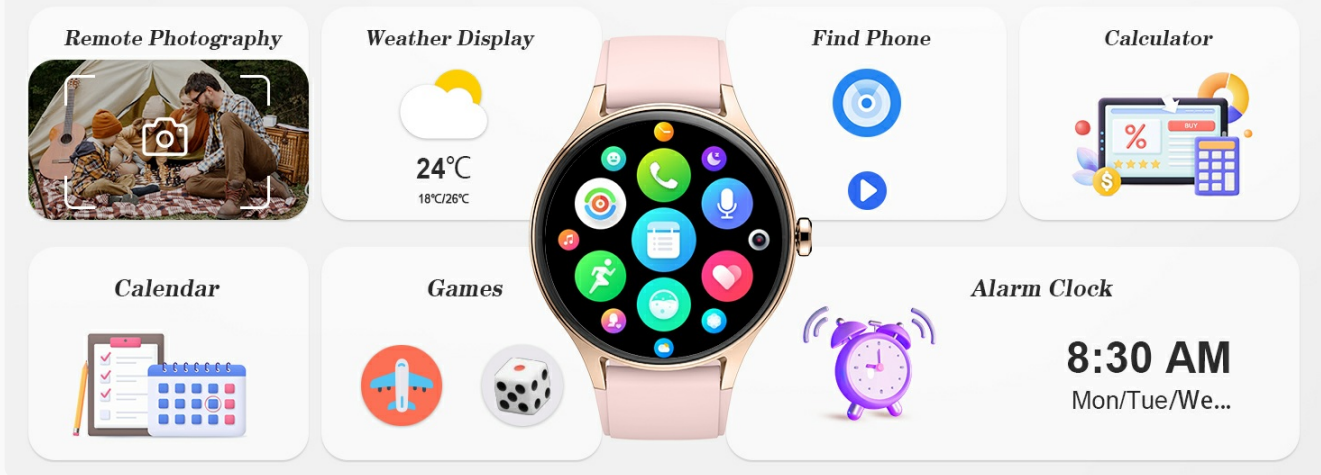 Remote Photography
Weather Display
Find Phone
Calculator
24℃
18℃/26℃
%
BUY
$
Calendar
Games
Alarm Clock
8:30 AM
Mon/Tue/We...